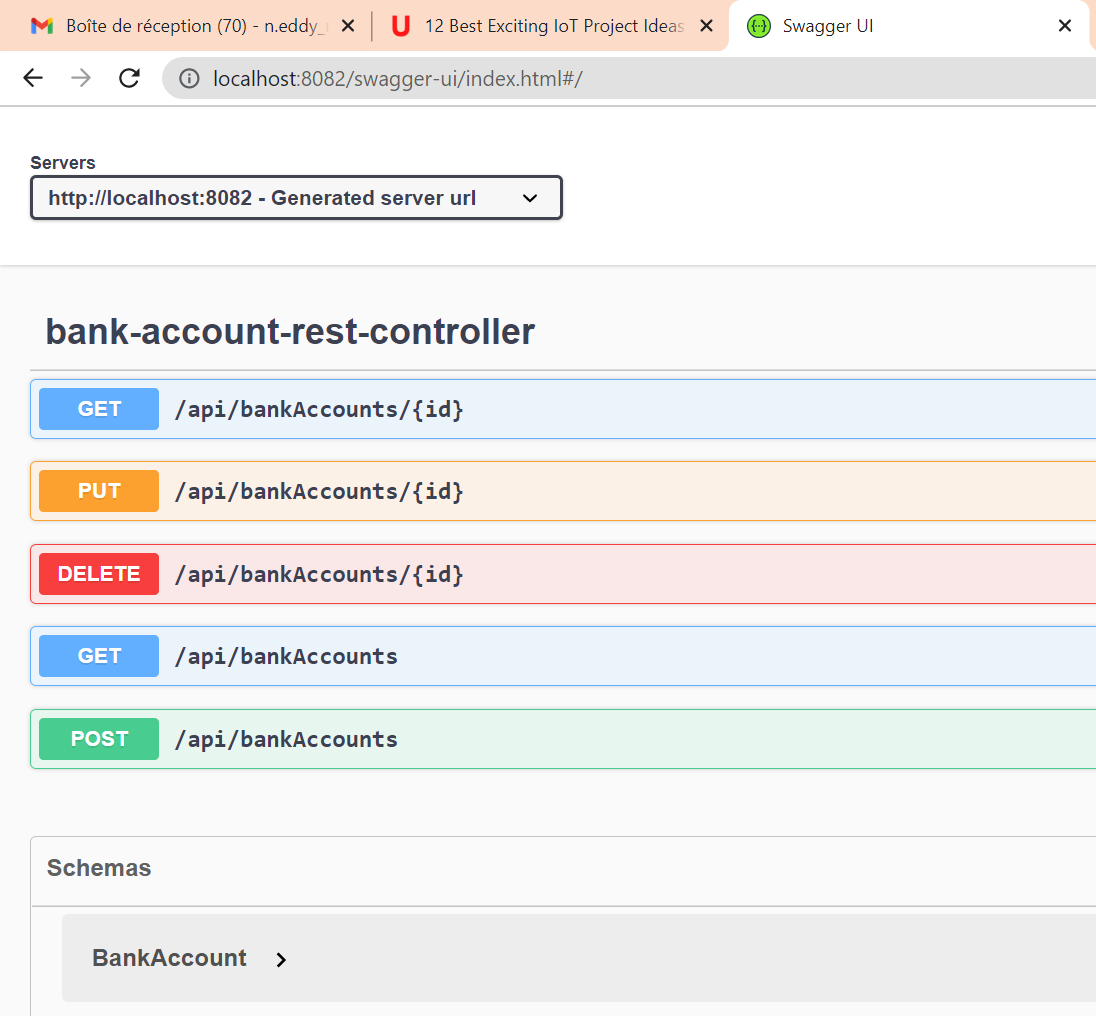 Boîte de réception (70) - n.eddy_
12 Best Exciting IoT Project Ideas
Swagger UI
localhost:8082/swagger-ui/index.html#/
Servers
http://localhost:8082 - Generated server url
bank-account-rest-controller
GET /api/bankAccounts/{id}
PUT /api/bankAccounts/{id}
DELETE /api/bankAccounts/{id}
GET /api/bankAccounts
POST /api/bankAccounts
Schemas
BankAccount